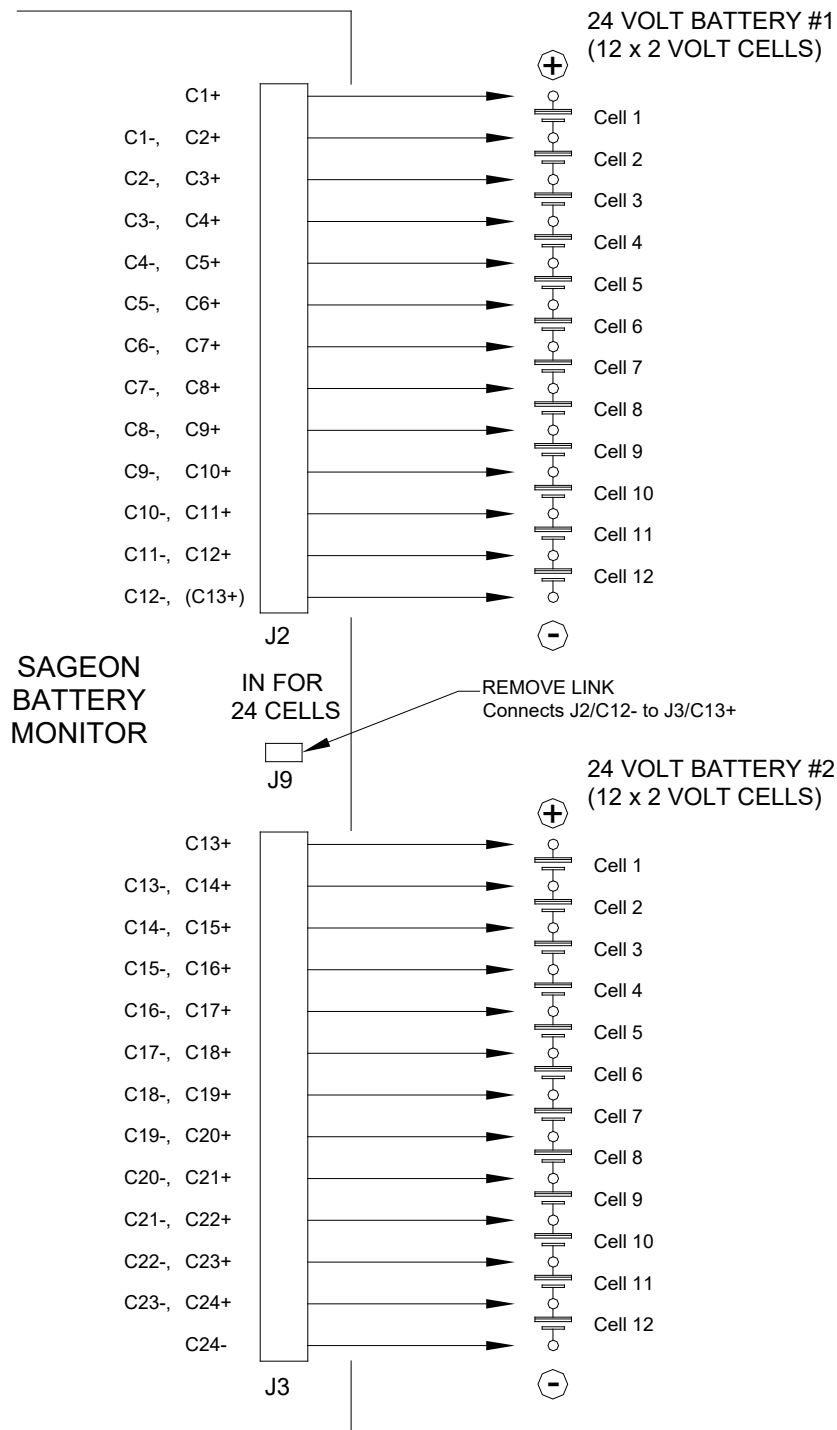 24 VOLT BATTERY #1
(12 x 2 VOLT CELLS)
+
C1+
Cell 1
C1-, C2+
Cell 2
C2-, C3+
Cell 3
C3-, C4+
Cell 4
C4-, C5+
Cell 5
C5-, C6+
Cell 6
C6-, C7+
Cell 7
C7-, C8+
Cell 8
C8-, C9+
Cell 9
C9-, C10+
Cell 10
C10-, C11+
Cell 11
C11-, C12+
Cell 12
C12-, (C13+)
J2
-
SAGEON
BATTERY
MONITOR
IN FOR
24 CELLS
REMOVE LINK
Connects J2/C12- to J3/C13+
J9
24 VOLT BATTERY #2
(12 x 2 VOLT CELLS)
+
C13+
Cell 1
C13-, C14+
Cell 2
C14-, C15+
Cell 3
C15-, C16+
Cell 4
C16-, C17+
Cell 5
C17-, C18+
Cell 6
C18-, C19+
Cell 7
C19-, C20+
Cell 8
C20-, C21+
Cell 9
C21-, C22+
Cell 10
C22-, C23+
Cell 11
C23-, C24+
Cell 12
C24-
J3
-